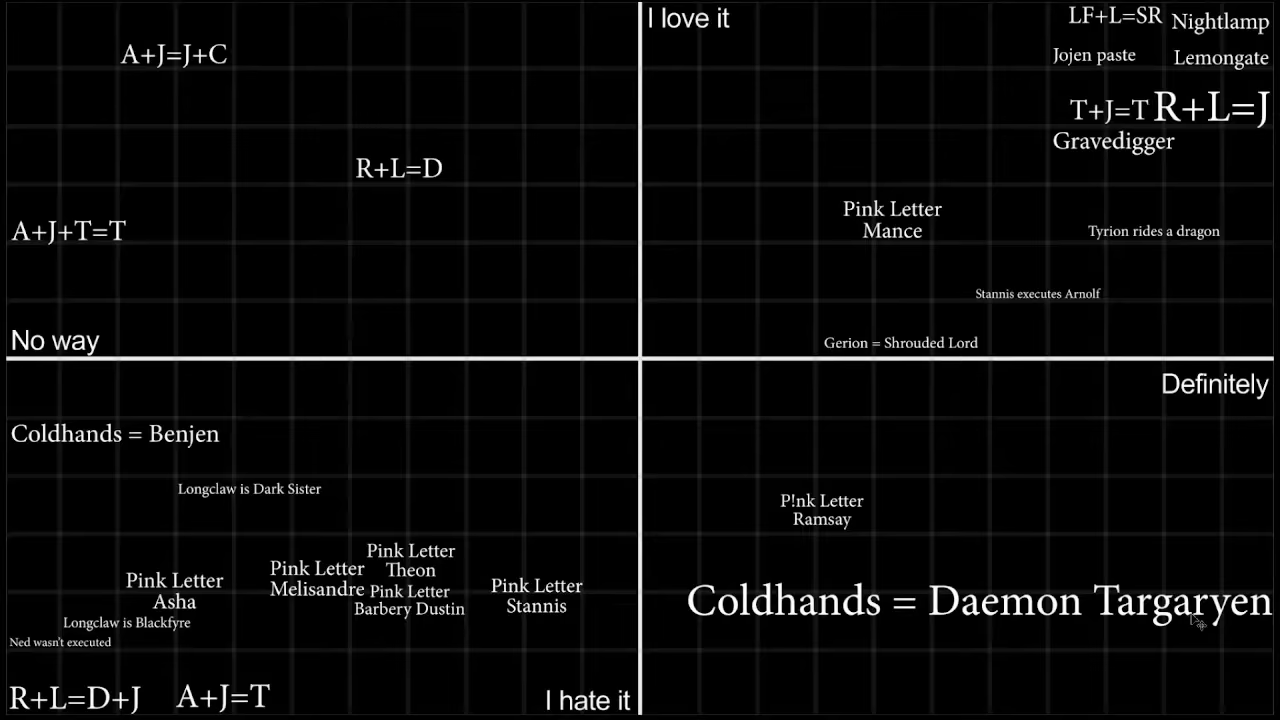 A+J=J+C
R+L=D
A+J+T=T
No way
I love it
LF+L=SR Nightlamp
Jojen paste Lemongate
T+J=T R+L=J
Gravedigger
Pink Letter
Mance
Tyrion rides a dragon
Stannis executes Arnolf
Gerion = Shrouded Lord
Coldhands = Benjen
Longclaw is Dark Sister
Pink Letter
Asha
Pink Letter
Melisandre
Pink Letter
Theon
Pink Letter
Barbery Dustin
Pink Letter
Stannis
Longclaw is Blackfyre
Ned wasn't executed
R+L=D+J A+J=T
I hate it
Definitely
P!nk Letter
Ramsay
Coldhands = Daemon Targaryen